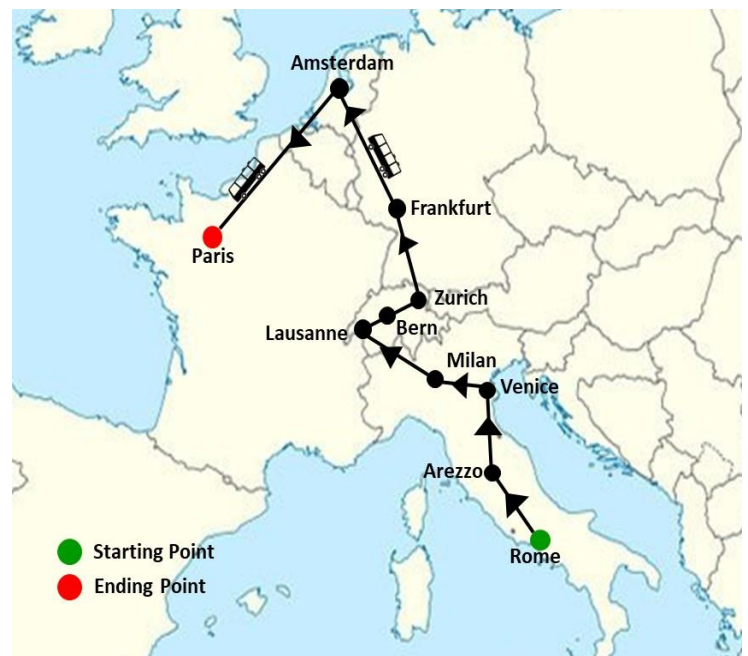 Amsterdam
Frankfurt
Paris
Zurich
Bern
Lausanne
Milan
Venice
Arezzo
Rome
Starting Point
Ending Point